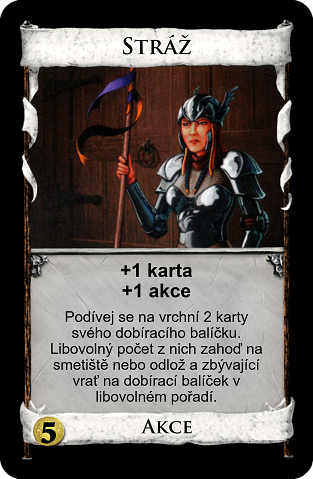 STRÁŽ
+1 karta
+1 akce
Podívej se na vrchní 2 karty
svého dobíracího balíčku.
Libovolný počet z nich zahoď na
smetiště nebo odlož a zbývající
vrať na dobírací balíček v
libovolném pořadí.
5
AKCE